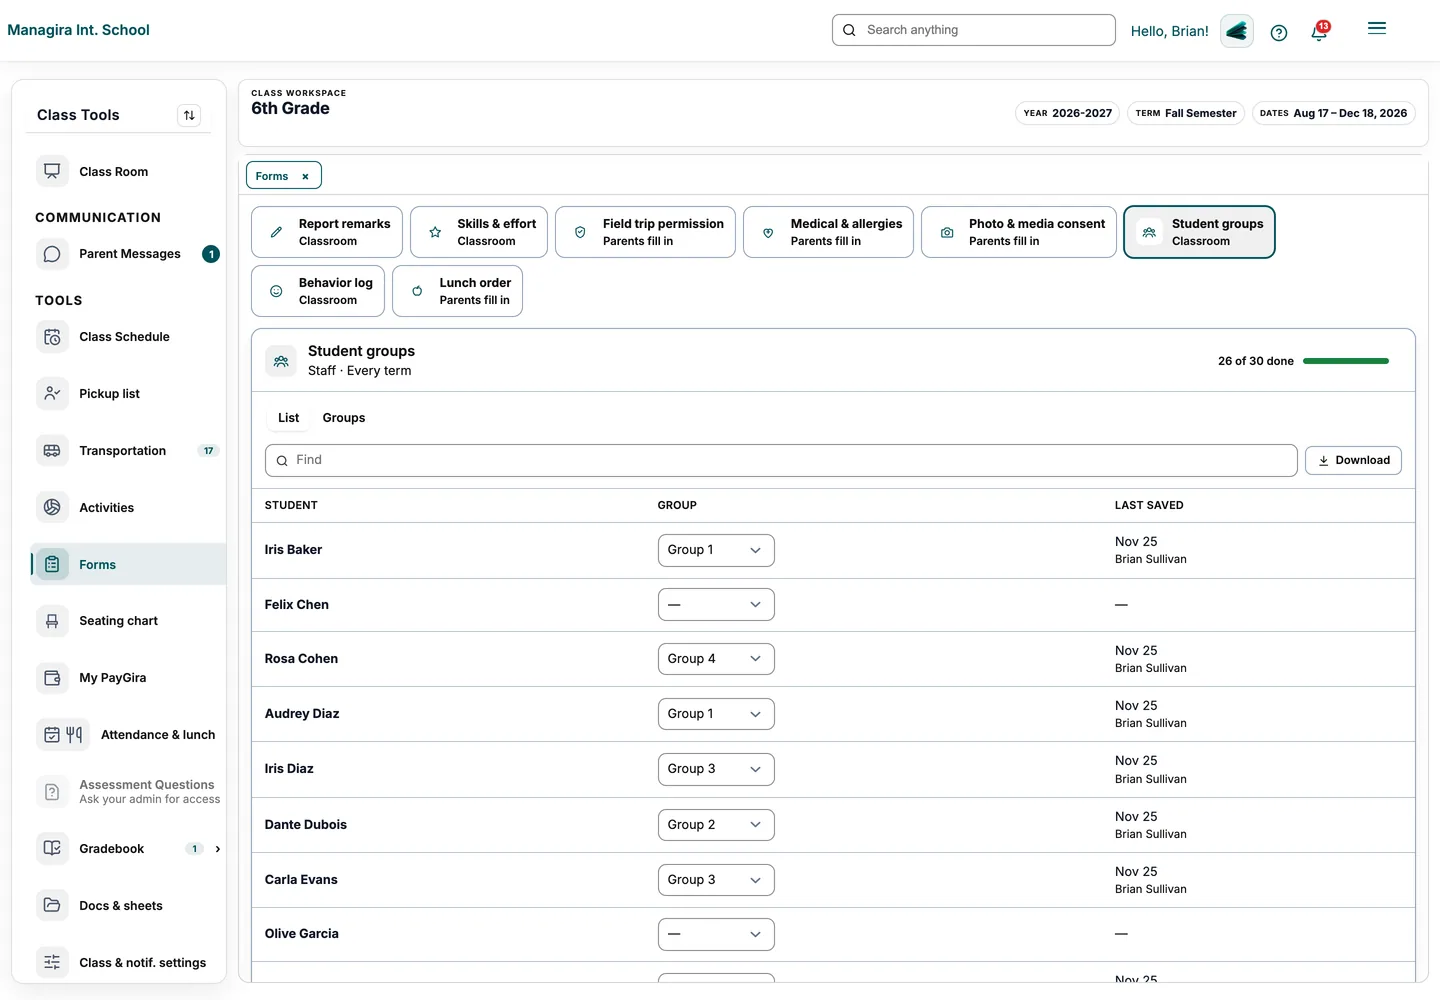 Managira Int. School
Search anything
Hello, Brian!
13
Class Tools
Class Room
COMMUNICATION
Parent Messages
1
TOOLS
Class Schedule
Pickup list
Transportation
17
Activities
Forms
Seating chart
My PayGira
Attendance & lunch
Assessment Questions
Ask your admin for access
Gradebook
1
Docs & sheets
Class & notif. settings
CLASS WORKSPACE
6th Grade
YEAR 2026-2027
TERM Fall Semester
DATES Aug 17 – Dec 18, 2026
Forms ×
Report remarks
Classroom
Skills & effort
Classroom
Field trip permission
Parents fill in
Medical & allergies
Parents fill in
Photo & media consent
Parents fill in
Student groups
Classroom
Behavior log
Classroom
Lunch order
Parents fill in
Student groups
Staff · Every term
26 of 30 done
List
Groups
Find
Download
STUDENT GROUP LAST SAVED
Iris Baker
Group 1
Nov 25
Brian Sullivan
Felix Chen
—
—
Rosa Cohen
Group 4
Nov 25
Brian Sullivan
Audrey Diaz
Group 1
Nov 25
Brian Sullivan
Iris Diaz
Group 3
Nov 25
Brian Sullivan
Dante Dubois
Group 2
Nov 25
Brian Sullivan
Carla Evans
Group 3
Nov 25
Brian Sullivan
Olive Garcia
—
—
Nov 25